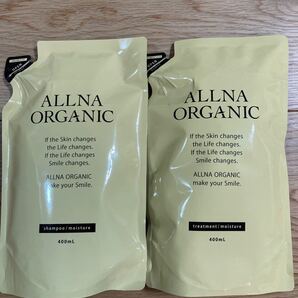 ALLNA
ORGANIC
If the Skin changes
the Life changes.
If the Life changes
Smile changes.
ALLNA ORGANIC
make your Smile.
shampoo/moisture
400mL
ALLNA
ORGANIC
If the Skin changes
the Life changes.
If the Life changes
Smile changes.
ALLNA ORGANIC
make your Smile.
treatment/moisture
400mL